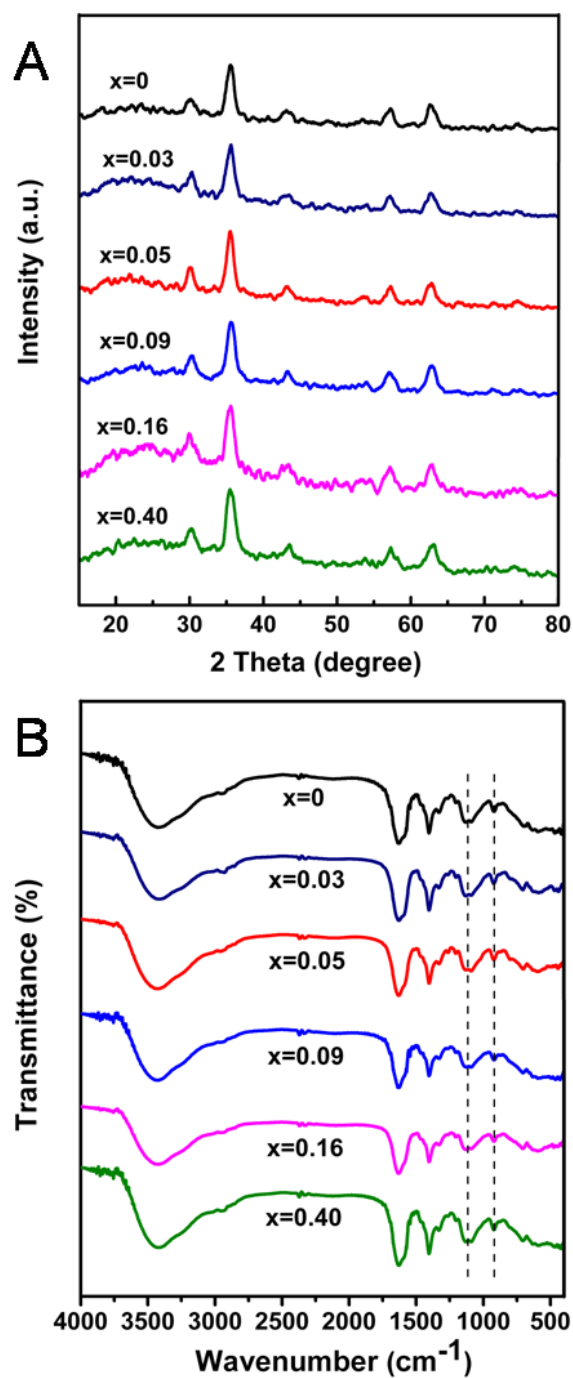 A
x=0
x=0.03
x=0.05
x=0.09
x=0.16
x=0.40
Intensity (a.u.)
20 30 40 50 60 70 80
2 Theta (degree)
B
x=0
x=0.03
x=0.05
x=0.09
x=0.16
x=0.40
Transmittance (%)
4000 3500 3000 2500 2000 1500 1000 500
Wavenumber (cm⁻¹)